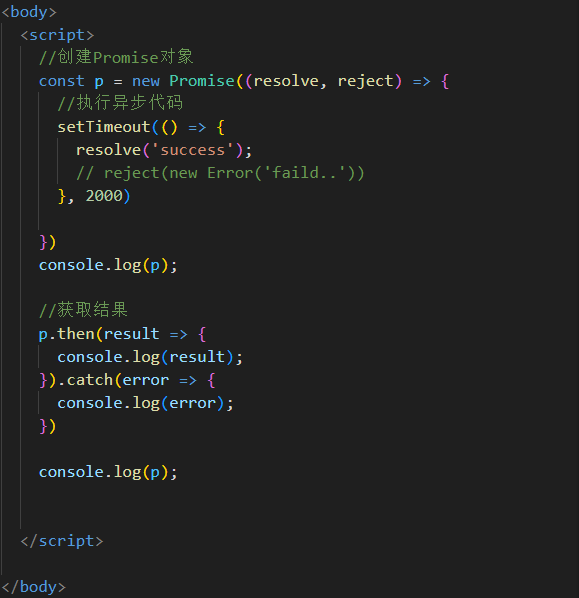 <body>
<script>
//创建Promise对象
const p = new Promise((resolve, reject) => {
//执行异步代码
setTimeout(() => {
resolve('success');
// reject(new Error('faild..'))
}, 2000)
})
console.log(p);
//获取结果
p.then(result => {
console.log(result);
}).catch(error => {
console.log(error);
})
console.log(p);
</script>
</body>